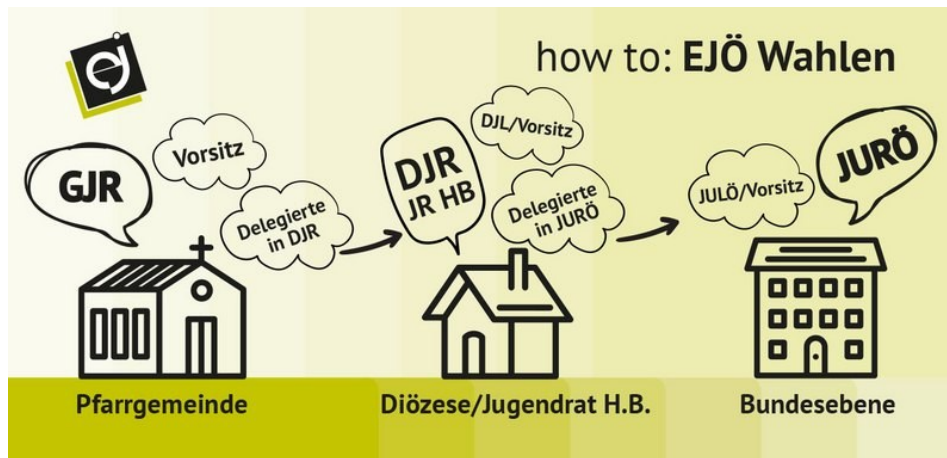 ej
how to: EJÖ Wahlen
GJR
Vorsitz
Delegierte
in DJR
DJR
JR HB
DJL/Vorsitz
Delegierte
in JURÖ
JULÖ/Vorsitz
JURÖ
Pfarrgemeinde
Diözese/Jugendrat H.B.
Bundesebene